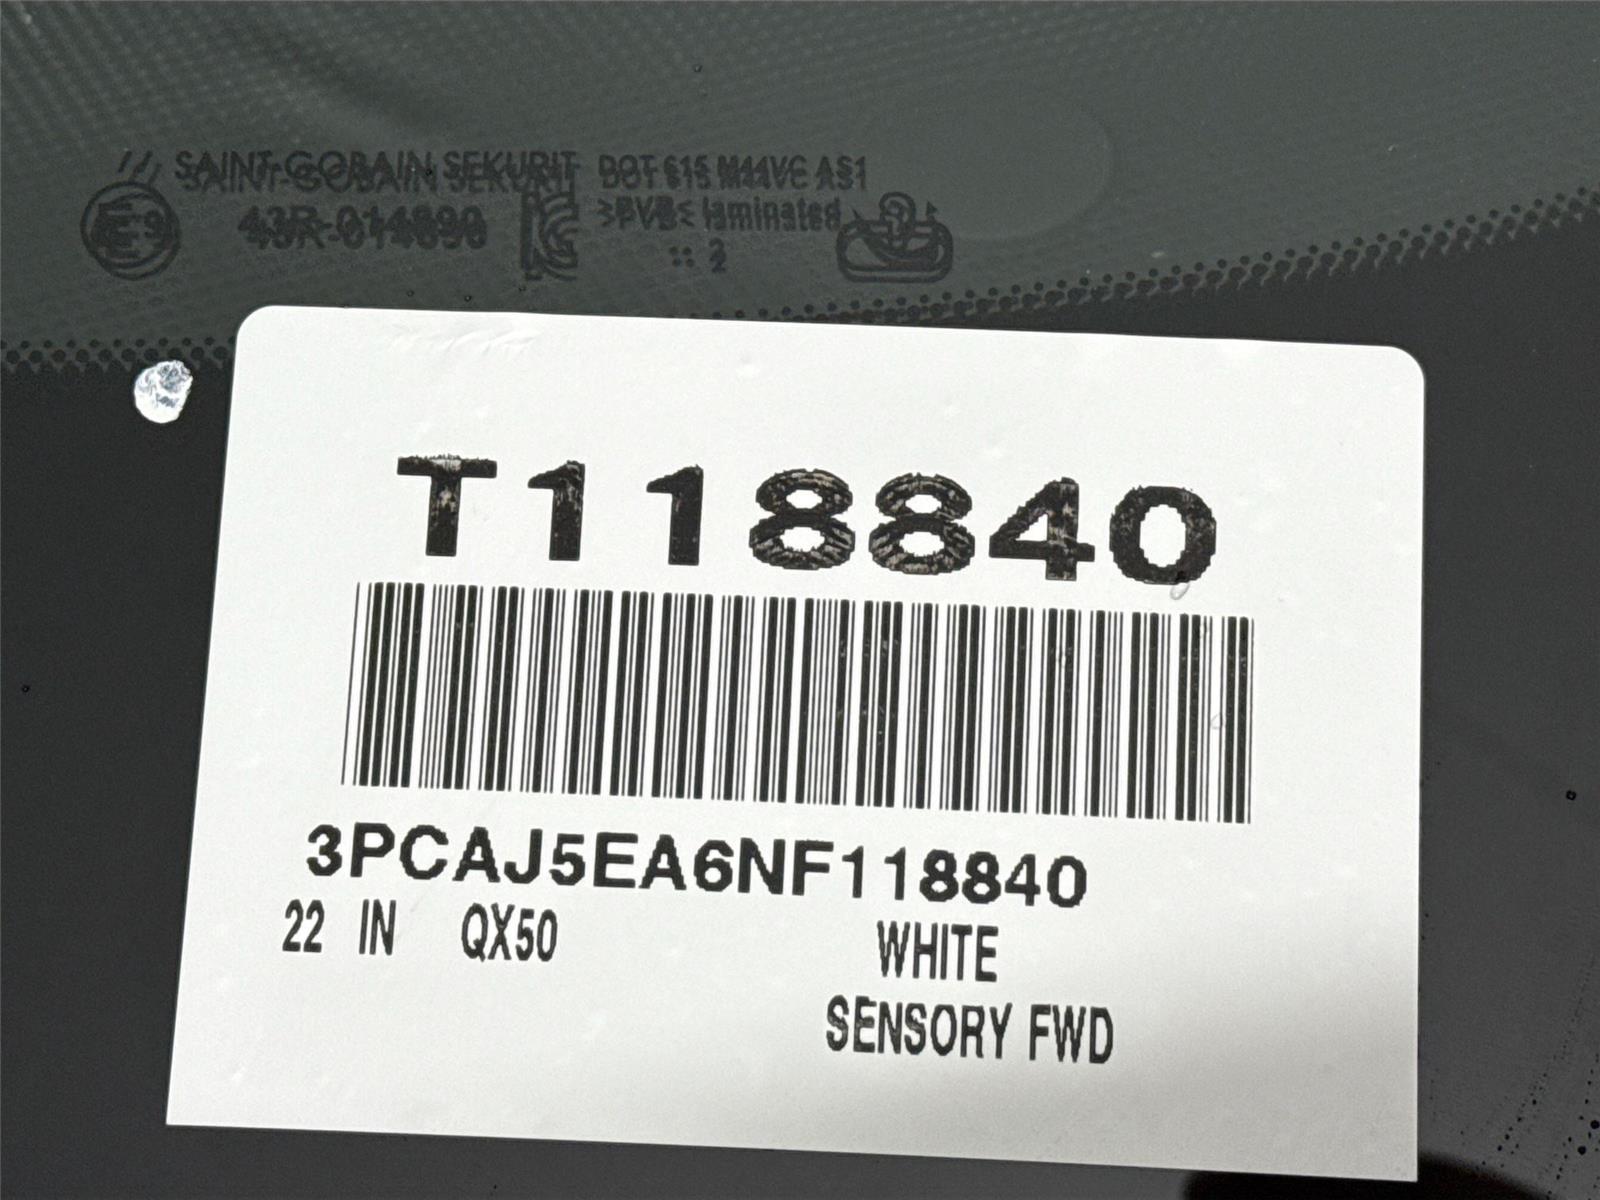 SAINT-GOBAIN SEKURIT DOT 615 M44VC AS1
E9 43R-014890 >PVB< laminated
:: 2
T118840
3PCAJ5EA6NF118840
22 IN QX50 WHITE
SENSORY FWD